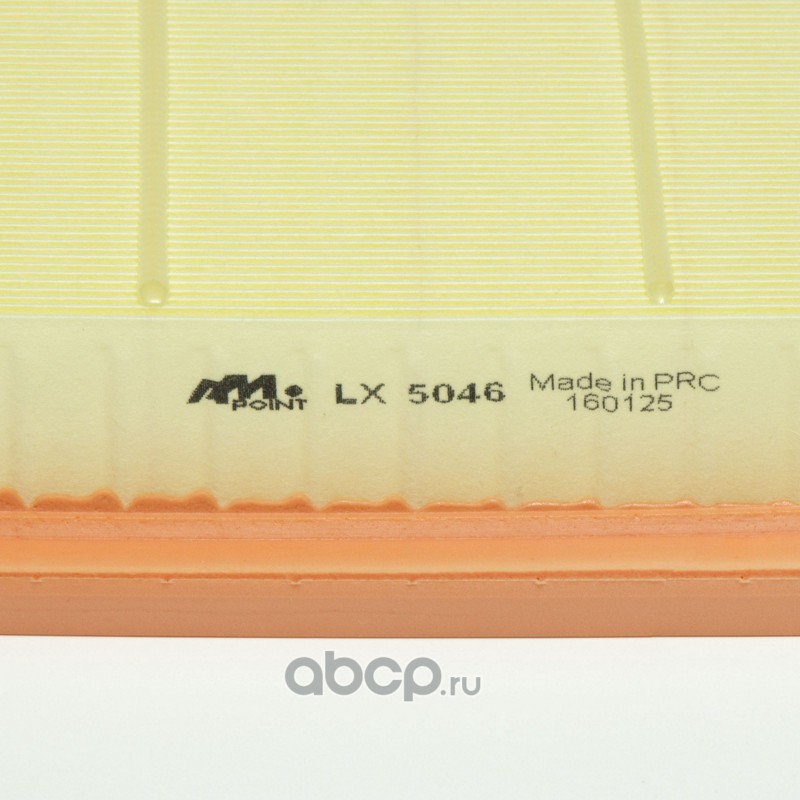 AM. POINT LX 5046 Made in PRC
160125
abcp.ru